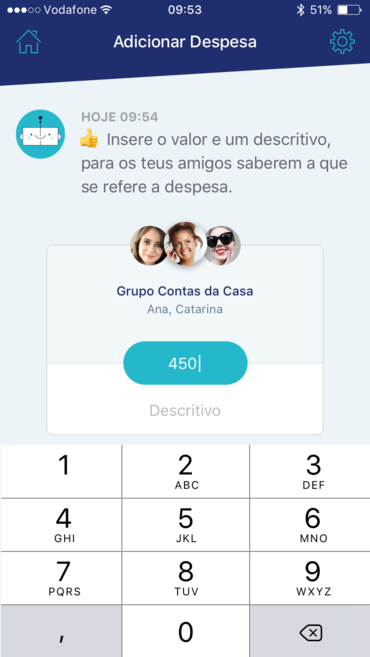 Vodafone 09:53 51%
Adicionar Despesa
HOJE 09:54
👍 Insere o valor e um descritivo,
para os teus amigos saberem a que
se refere a despesa.
Grupo Contas da Casa
Ana, Catarina
450
Descritivo
1 2 3
ABC DEF
4 5 6
GHI JKL MNO
7 8 9
PQRS TUV WXYZ
, 0